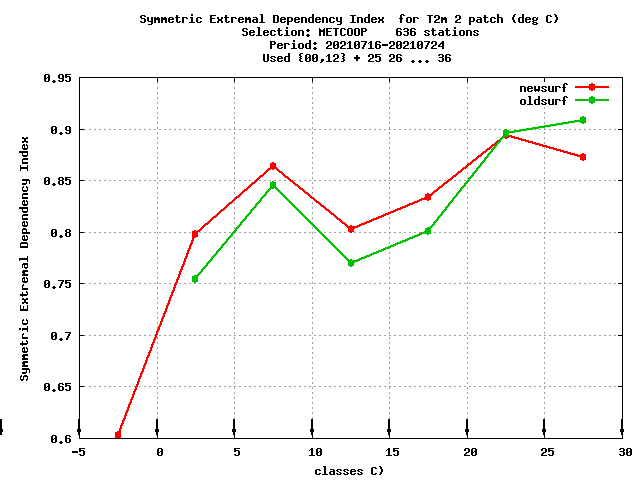 Symmetric Extremal Dependency Index  for T2m 2 patch (deg C)
Selection: METCOOP    636 stations
Period: 20210716-20210724
Used {00,12} + 25 26 ... 36
newsurf
oldsurf
Symmetric Extremal Dependency Index
0.95
0.9
0.85
0.8
0.75
0.7
0.65
0.6
-5 0 5 10 15 20 25 30
classes C)